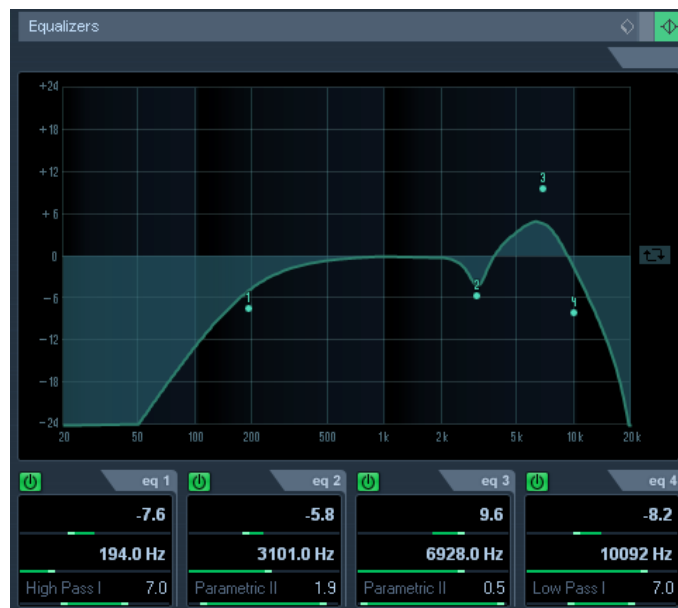 Equalizers
+24
+18
+12
+6
0
-6
-12
-18
-24
3
1
2
4
20 50 100 200 500 1k 2k 5k 10k 20k
eq 1 eq 2 eq 3 eq 4
-7.6 -5.8 9.6 -8.2
194.0 Hz 3101.0 Hz 6928.0 Hz 10092 Hz
High Pass I 7.0 Parametric II 1.9 Parametric II 0.5 Low Pass I 7.0